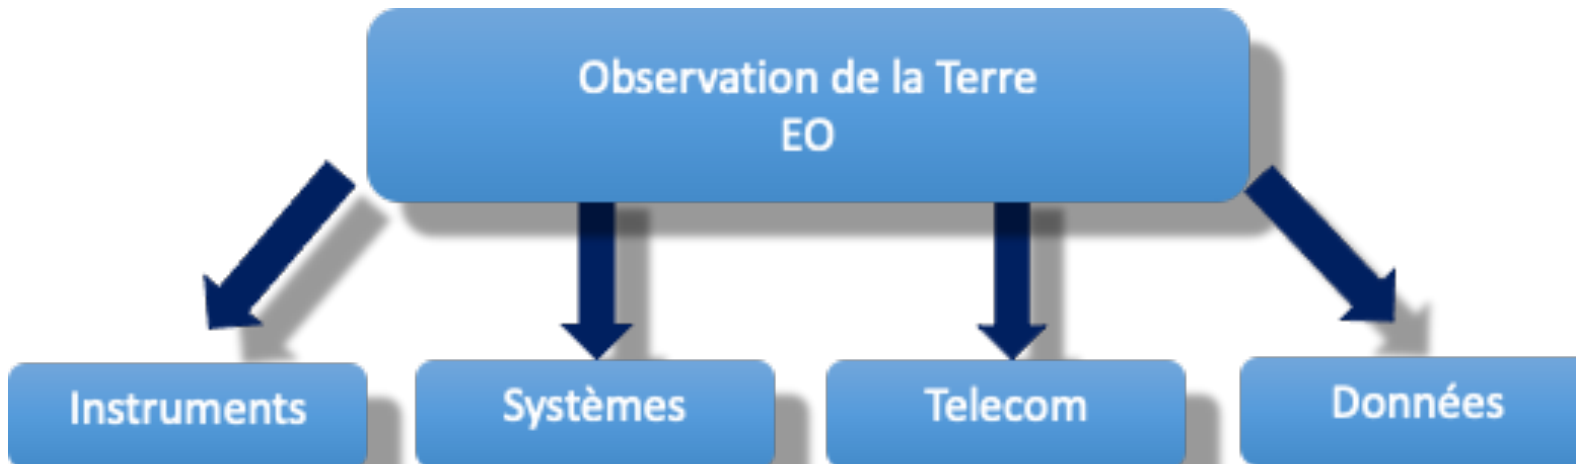 Observation de la Terre
EO
Instruments
Systèmes
Telecom
Données